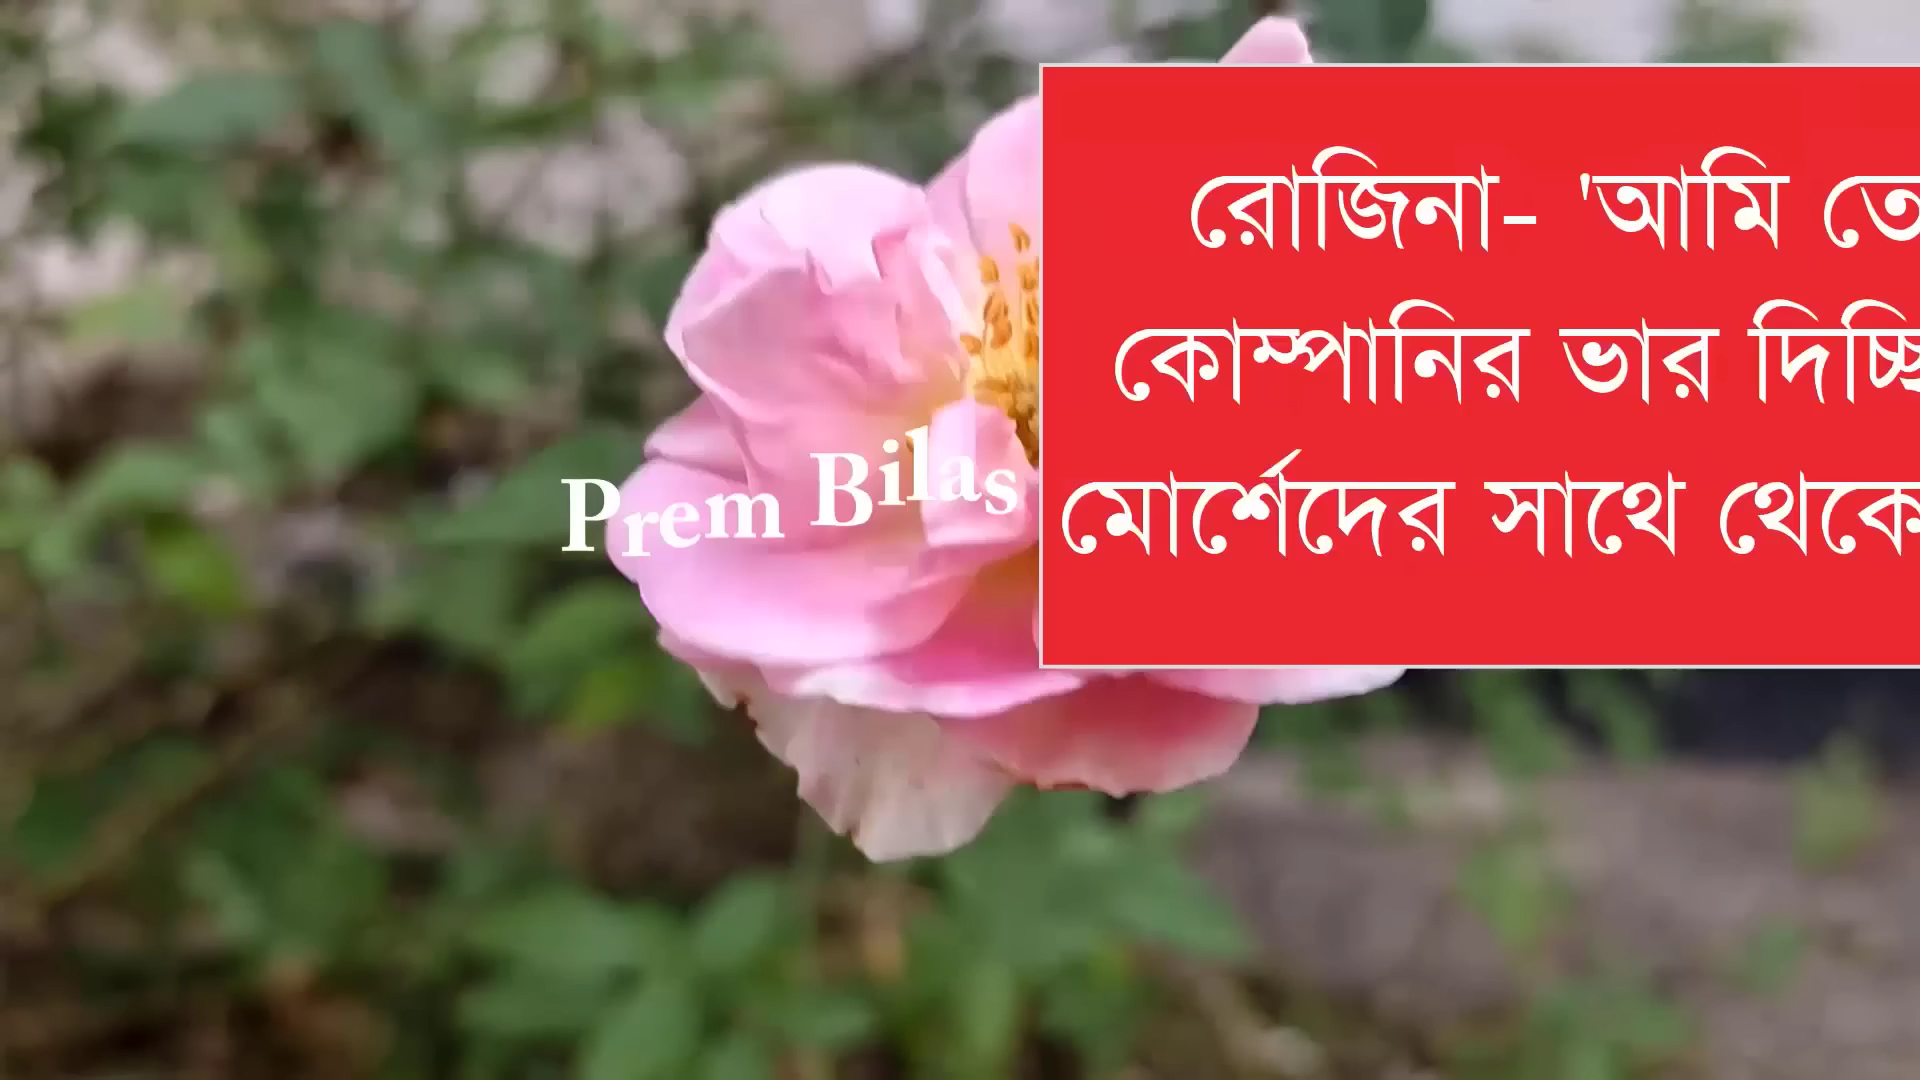 রোজিনা- 'আমি তে
কোম্পানির ভার দিচ্ছি
মোর্শেদের সাথে থেকে
Prem Bilas